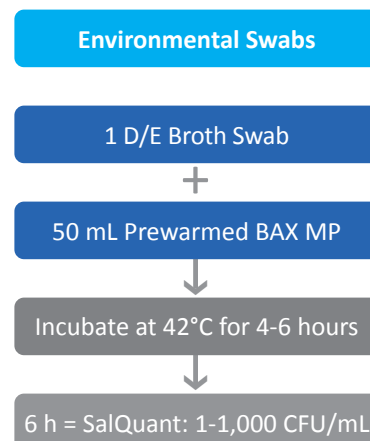 Environmental Swabs
1 D/E Broth Swab
+
50 mL Prewarmed BAX MP
Incubate at 42°C for 4-6 hours
6 h = SalQuant: 1-1,000 CFU/mL